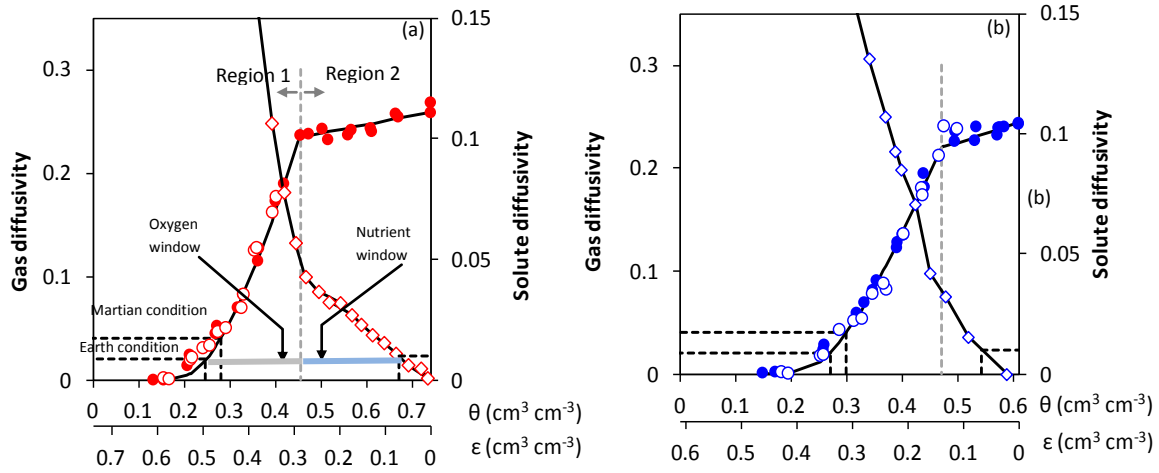 (a)
0.3
0.2
0.1
0
Gas diffusivity
Region 1
Region 2
Oxygen window
Nutrient window
Martian condition
Earth condition
0.15
0.1
0.05
0
Solute diffusivity
0 0.1 0.2 0.3 0.4 0.5 0.6 0.7
θ (cm³ cm⁻³)
0.7 0.6 0.5 0.4 0.3 0.2 0.1 0
ε (cm³ cm⁻³)
(b)
0.3
0.2
0.1
0
Gas diffusivity
0.15
0.1
0.05
0
(b)
Solute diffusivity
0 0.1 0.2 0.3 0.4 0.5 0.6
θ (cm³ cm⁻³)
0.6 0.5 0.4 0.3 0.2 0.1 0
ε (cm³ cm⁻³)